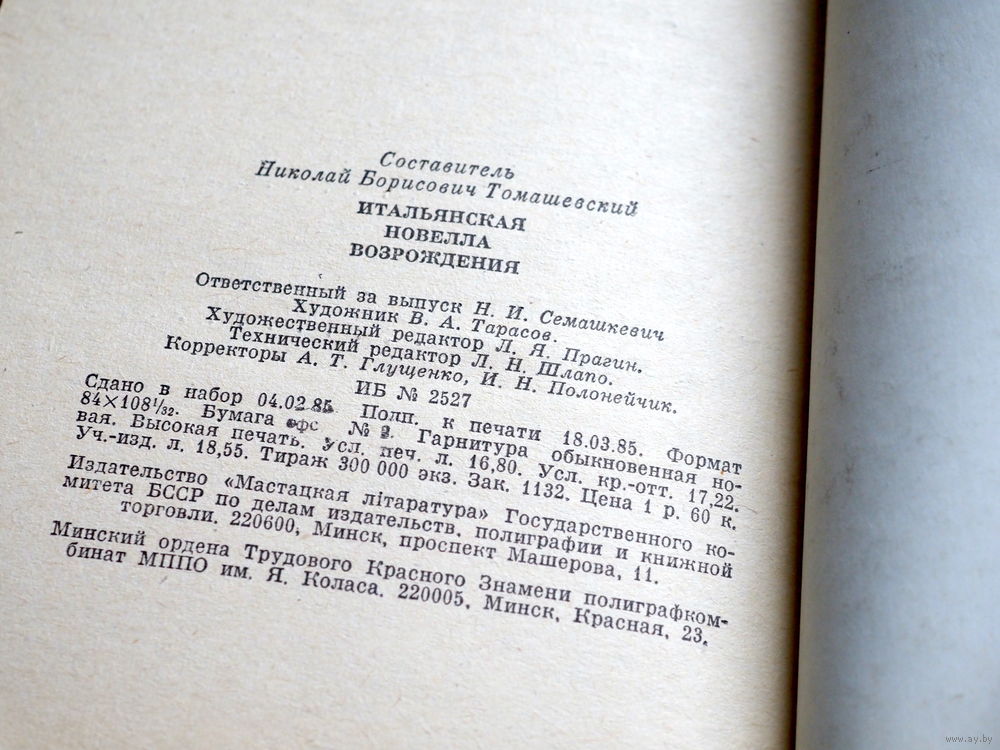 Составитель
Николай Борисович Томашевский
ИТАЛЬЯНСКАЯ
НОВЕЛЛА
ВОЗРОЖДЕНИЯ
Ответственный за выпуск Н. И. Семашкевич
Художник В. А. Тарасов.
Художественный редактор Л. Я. Прагин.
Технический редактор Л. Н. Шлапо.
Корректоры А. Т. Глущенко, И. Н. Полонейчик.
ИБ № 2527
Сдано в набор 04.02.85. Подп. к печати 18.03.85. Формат
84×108¹/₃₂. Бумага офс № 2. Гарнитура обыкновенная но-
вая. Высокая печать. Усл. печ. л. 16,80. Усл. кр.-отт. 17,22.
Уч.-изд. л. 18,55. Тираж 300 000 экз. Зак. 1132. Цена 1 р. 60 к.
Издательство «Мастацкая літаратура» Государственного ко-
митета БССР по делам издательств, полиграфии и книжной
торговли. 220600, Минск, проспект Машерова, 11.
Минский ордена Трудового Красного Знамени полиграфком-
бинат МППО им. Я. Коласа. 220005, Минск, Красная, 23.
www.ay.by